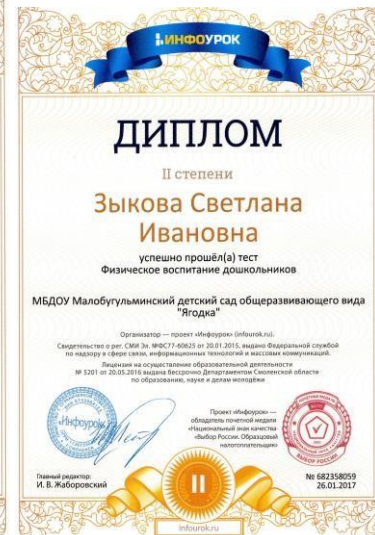 ИНФОУРОК
ДИПЛОМ
II степени
Зыкова Светлана
Ивановна
успешно прошёл(а) тест
Физическое воспитание дошкольников
МБДОУ Малобугульминский детский сад общеразвивающего вида
"Ягодка"
Организатор — проект «Инфоурок» (infourok.ru).
Свидетельство о рег. СМИ Эл. №ФС77-60625 от 20.01.2015, выдано Федеральной службой
по надзору в сфере связи, информационных технологий и массовых коммуникаций.
Лицензия на осуществление образовательной деятельности
№ 5201 от 20.05.2016 выдана бессрочно Департаментом Смоленской области
по образованию, науке и делам молодёжи
Инфоурок
Проект «Инфоурок» —
обладатель почетной медали
«Национальный знак качества
«Выбор России. Образцовый
налогоплательщик»
ВЫБОР РОССИИ
Главный редактор:
И. В. Жаборовский
II
№ 682358059
26.01.2017
infourok.ru